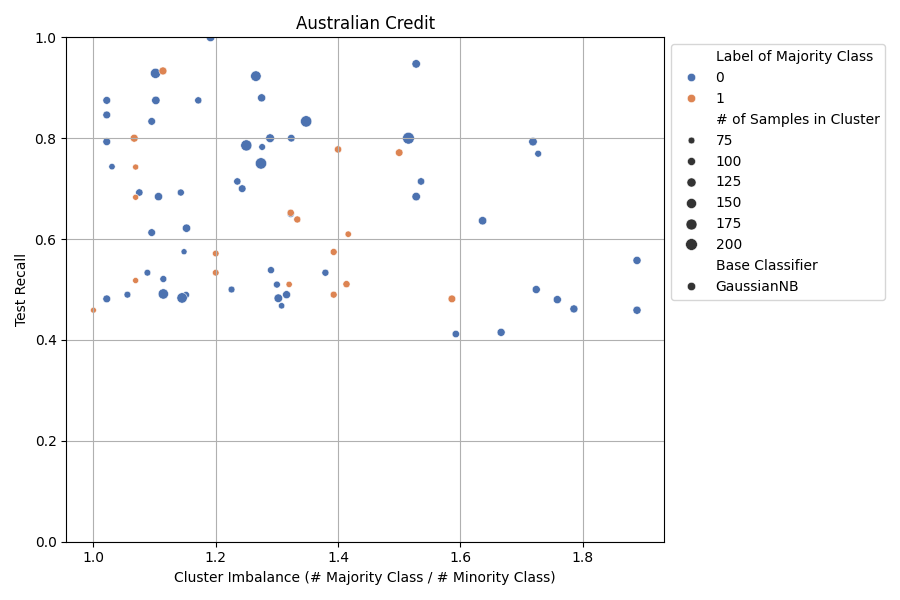 Australian Credit
Test Recall
1.0
0.8
0.6
0.4
0.2
0.0
1.0 1.2 1.4 1.6 1.8
Cluster Imbalance (# Majority Class / # Minority Class)
Label of Majority Class
0
1
# of Samples in Cluster
75
100
125
150
175
200
Base Classifier
GaussianNB